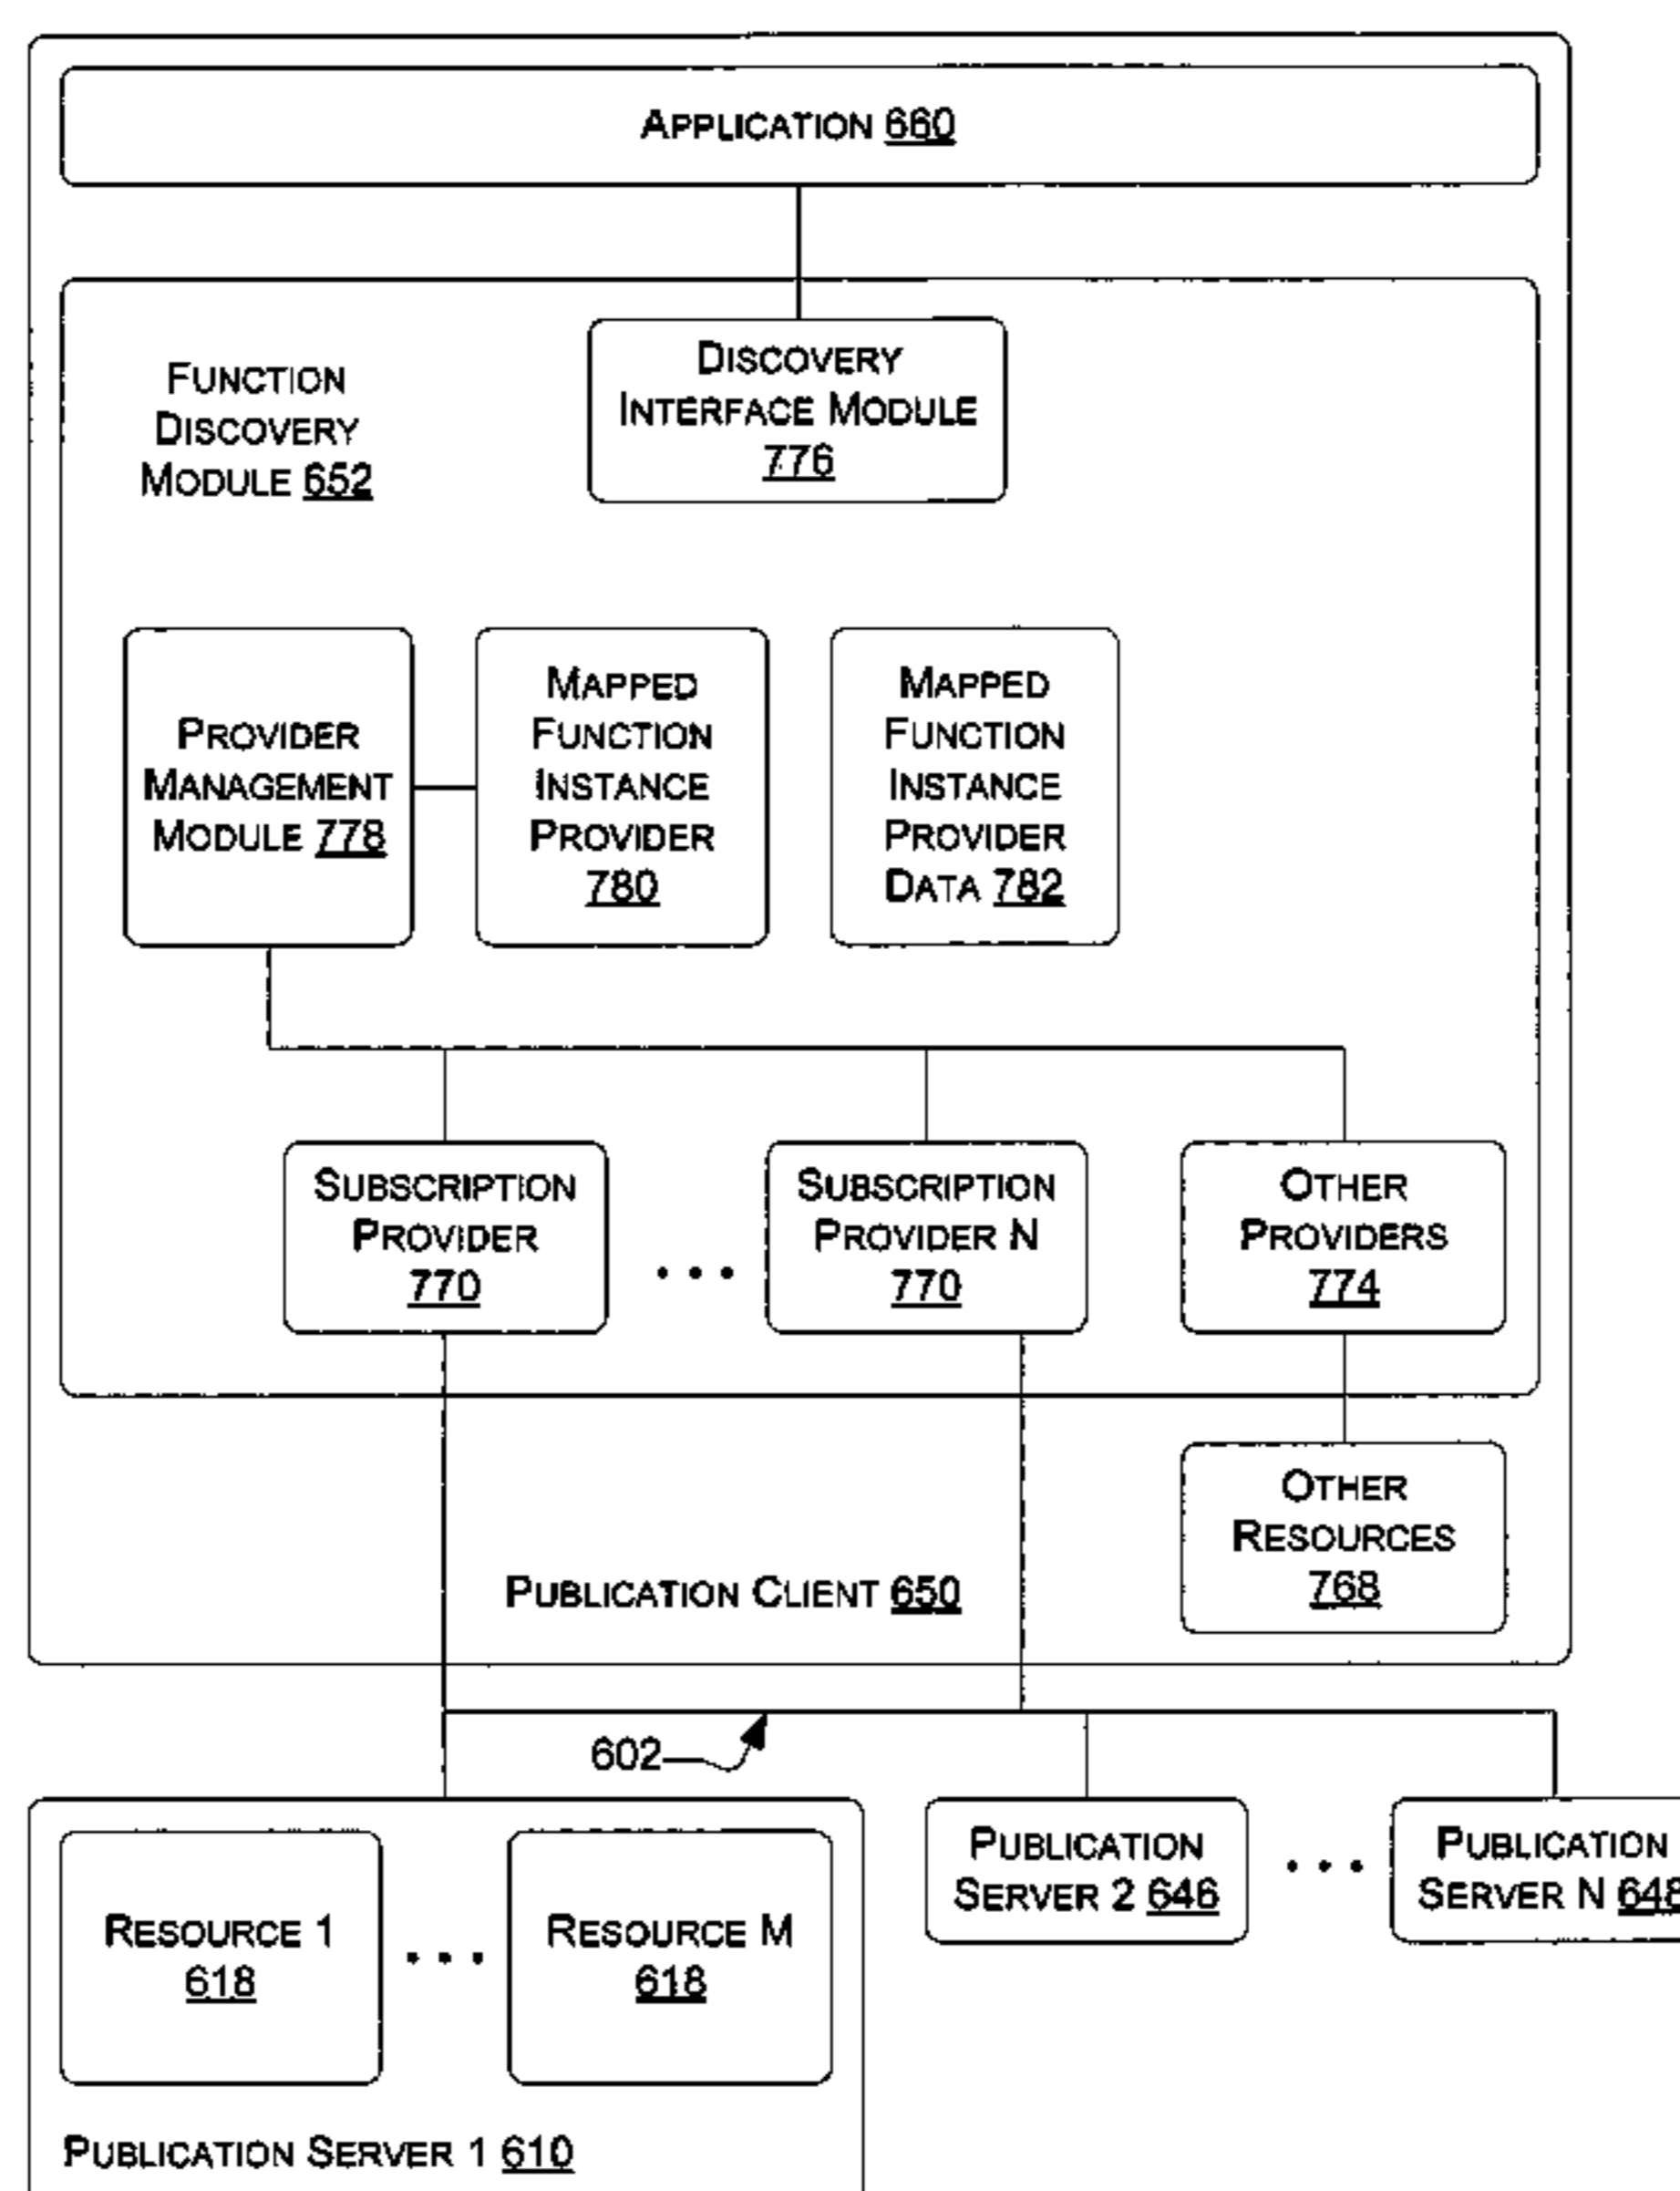 APPLICATION 660
FUNCTION
DISCOVERY
MODULE 652
DISCOVERY
INTERFACE MODULE
776
PROVIDER
MANAGEMENT
MODULE 778
MAPPED
FUNCTION
INSTANCE
PROVIDER
780
MAPPED
FUNCTION
INSTANCE
PROVIDER
DATA 782
SUBSCRIPTION
PROVIDER
770
• • •
SUBSCRIPTION
PROVIDER N
770
OTHER
PROVIDERS
774
OTHER
RESOURCES
768
PUBLICATION CLIENT 650
602
RESOURCE 1
618
• • •
RESOURCE M
618
PUBLICATION SERVER 1 610
PUBLICATION
SERVER 2 646
• • •
PUBLICATION
SERVER N 648